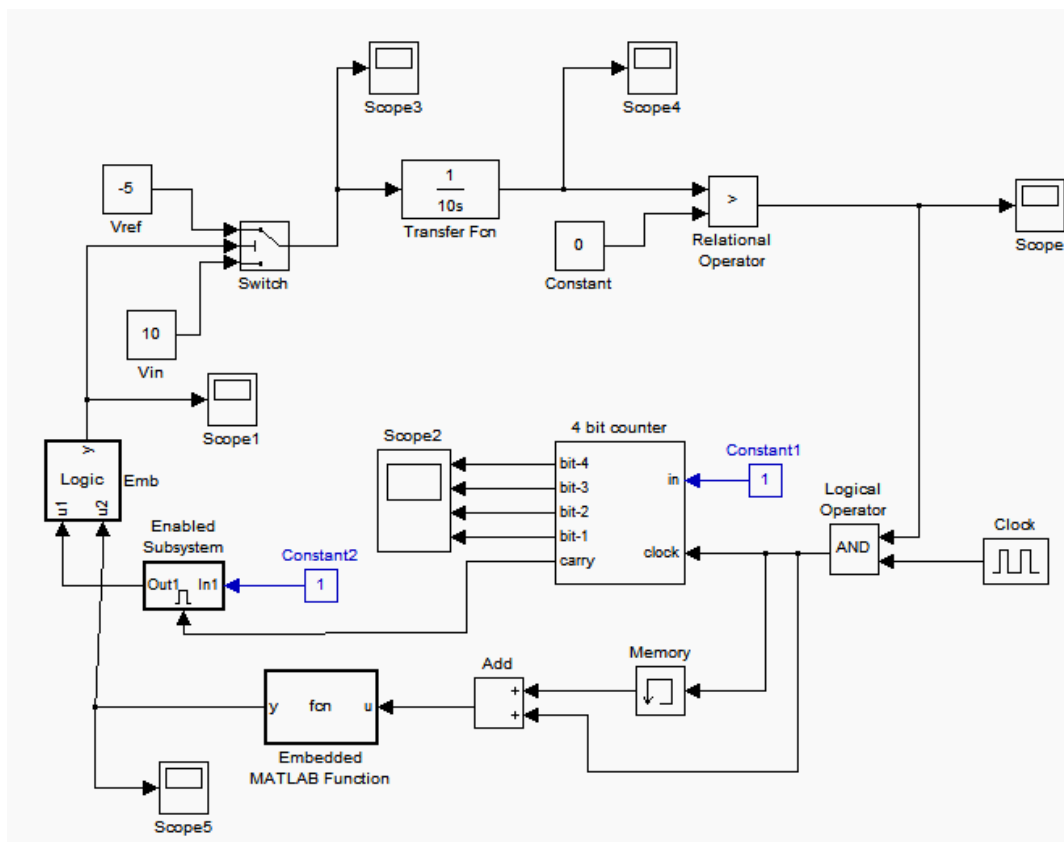 Scope3
Scope4
-5
Vref
1
10s
Transfer Fcn
>
Relational
Operator
Scope
Switch
0
Constant
10
Vin
Scope1
4 bit counter
Scope2
Constant1
y
Logic
u1
u2
Emb
bit-4
bit-3
bit-2
bit-1
carry
in
clock
1
Logical
Operator
AND
Clock
Enabled
Subsystem
Out1
In1
Constant2
1
Memory
Add
+
+
y
fcn
u
Embedded
MATLAB Function
Scope5